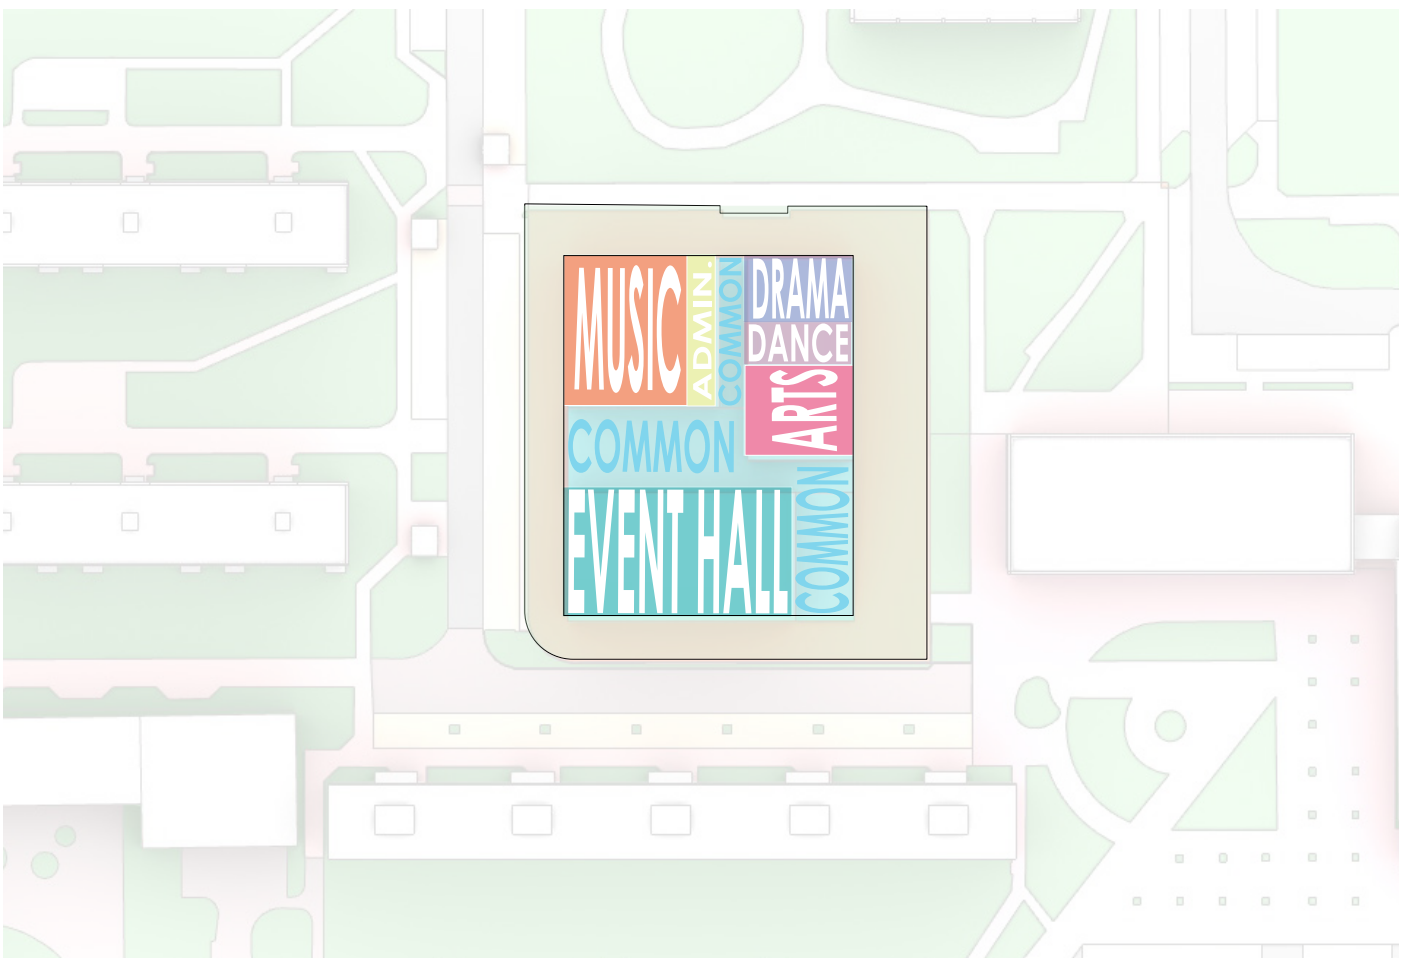 MUSIC
ADMIN.
COMMON
DRAMA
DANCE
ARTS
COMMON
EVENT HALL
COMMON